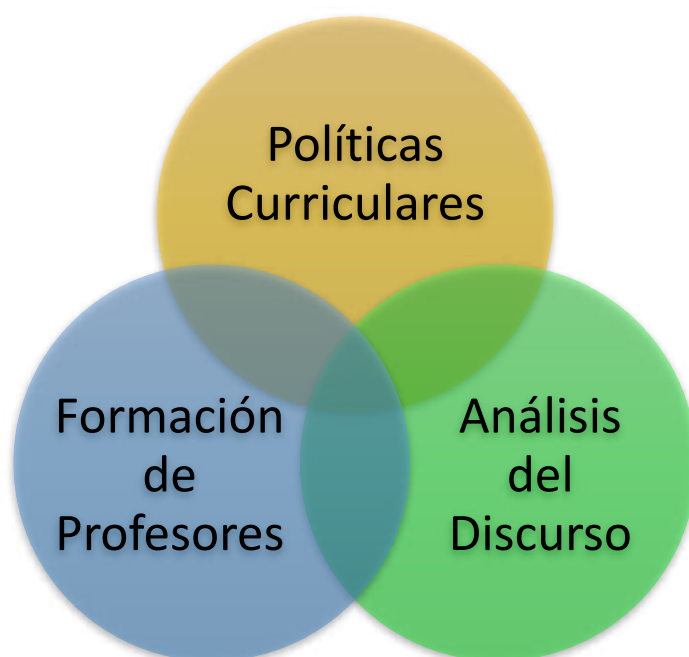 Políticas
Curriculares
Formación
de
Profesores
Análisis
del
Discurso